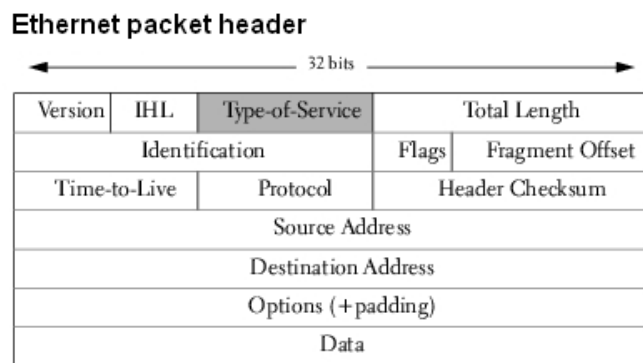 Ethernet packet header
32 bits
Version IHL Type-of-Service Total Length
Identification Flags Fragment Offset
Time-to-Live Protocol Header Checksum
Source Address
Destination Address
Options (+padding)
Data